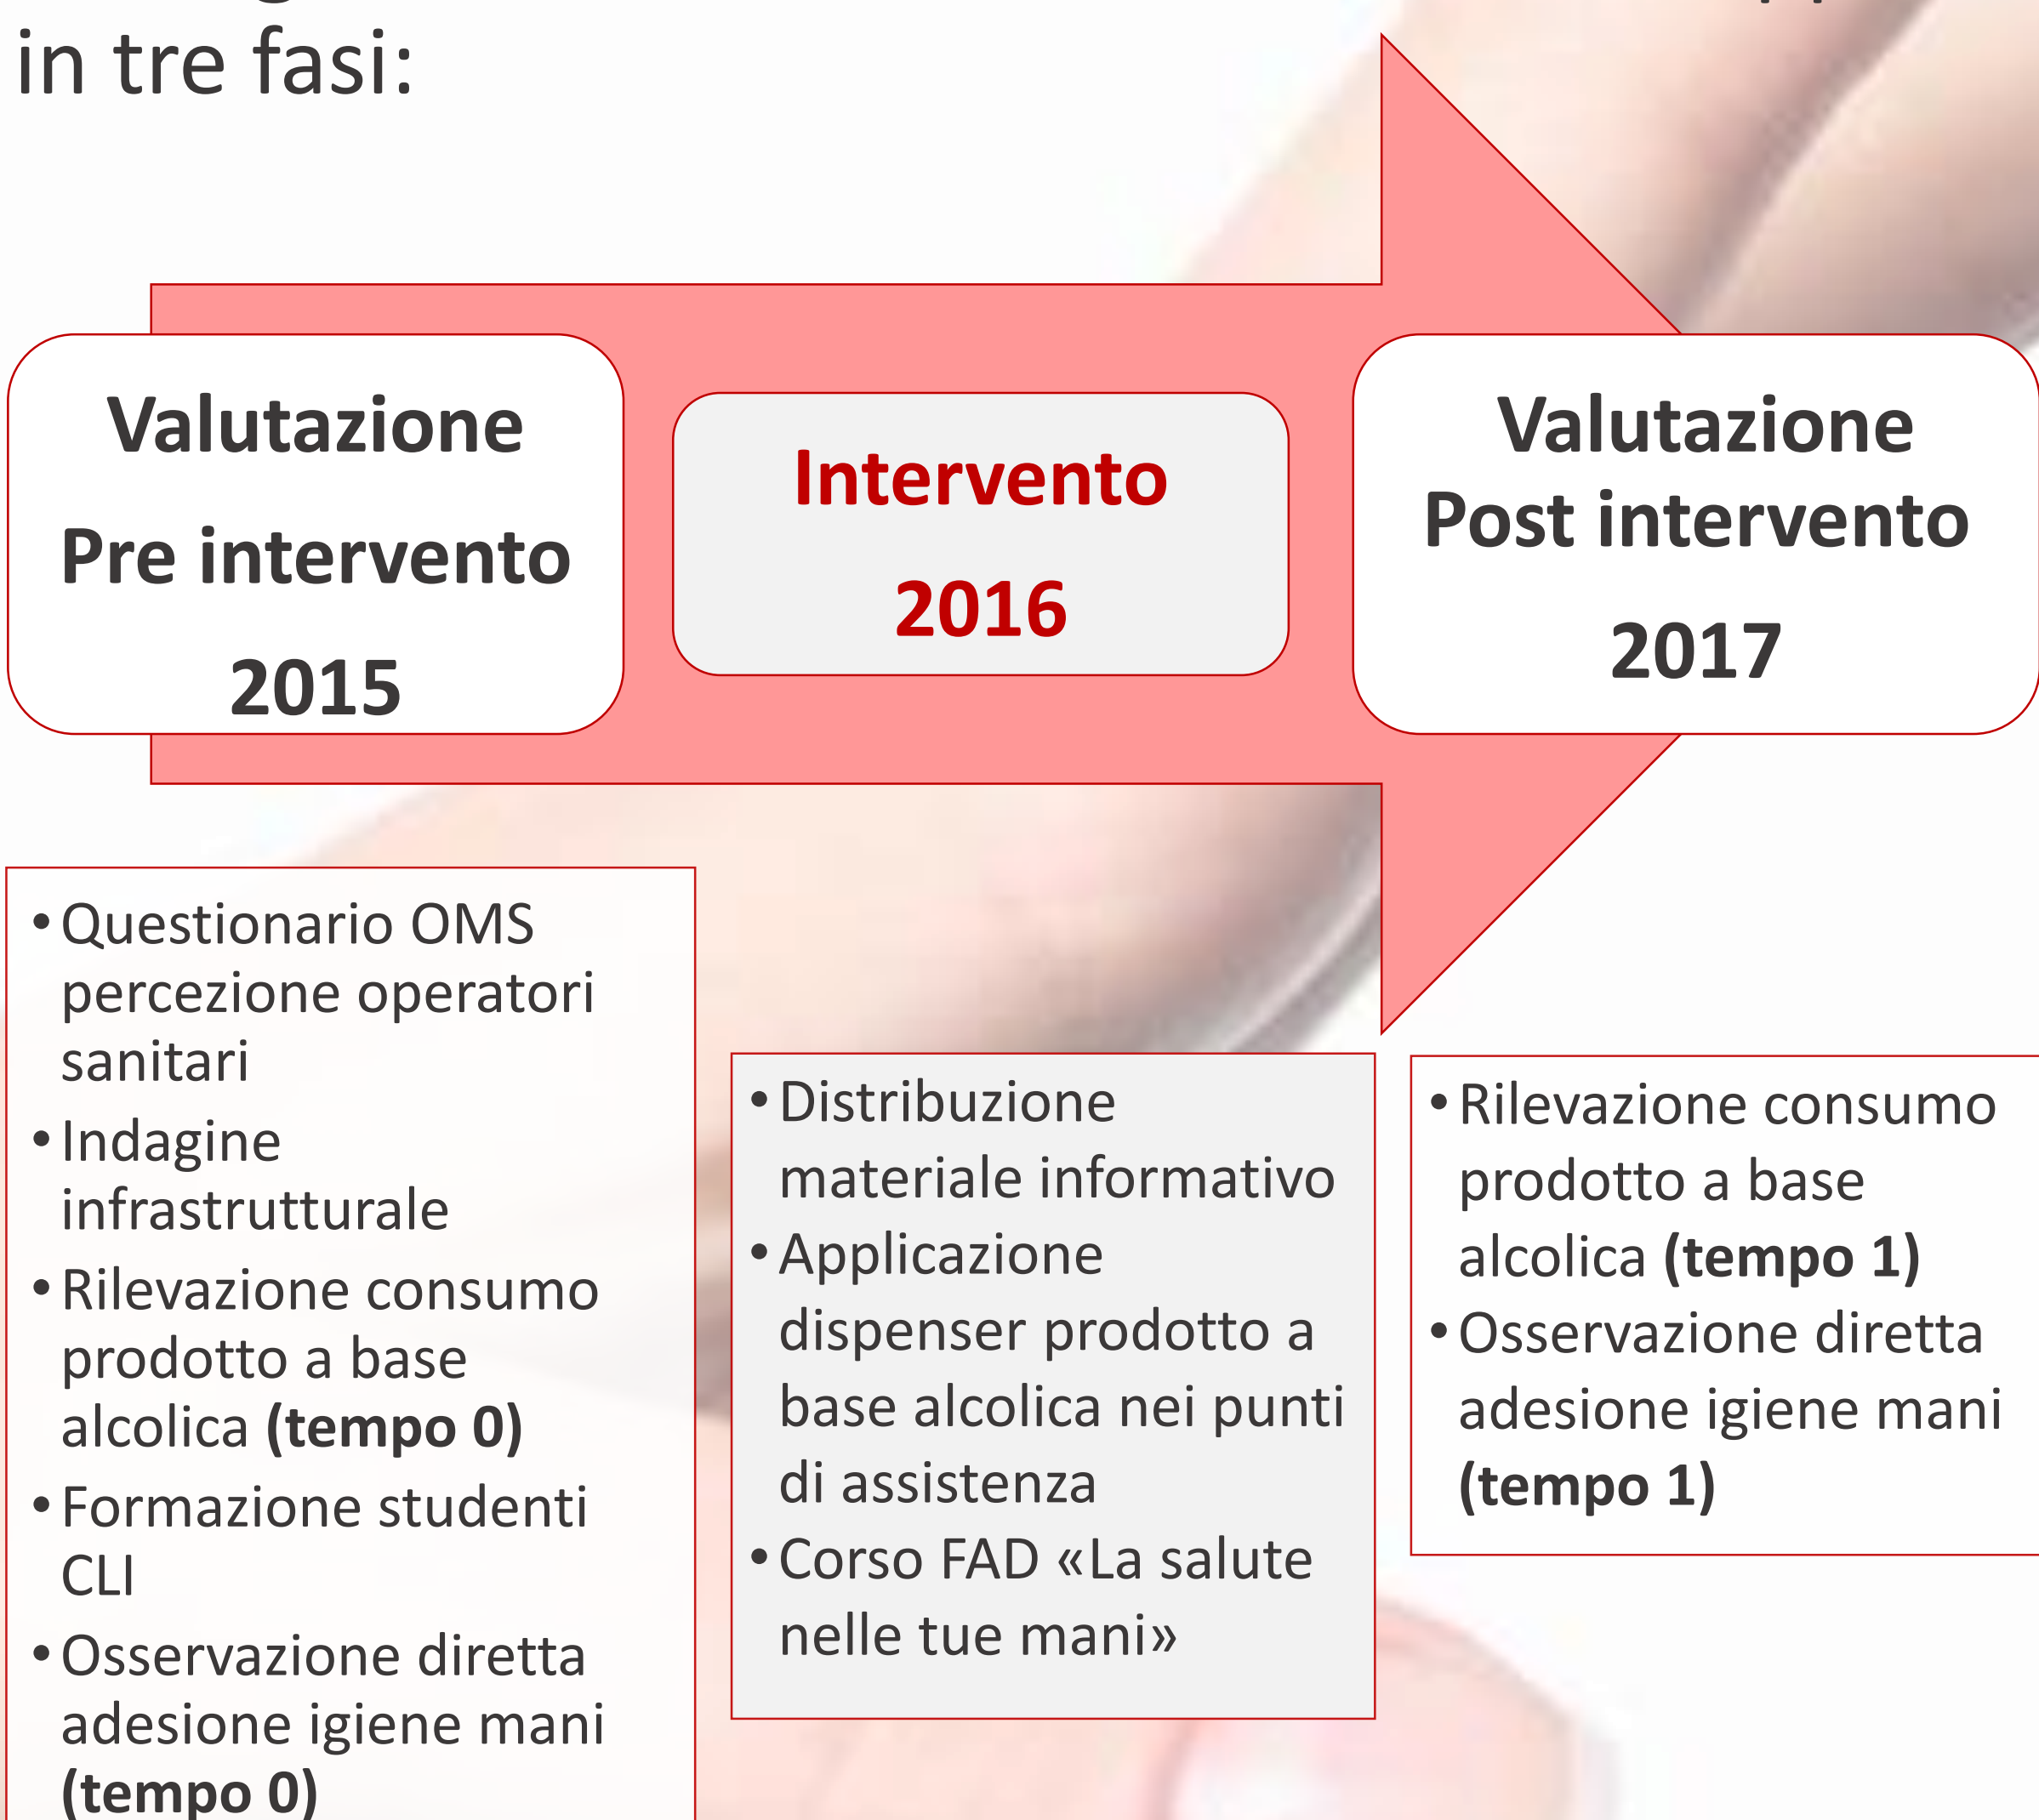 in tre fasi:
Valutazione
Pre intervento
2015
Intervento
2016
Valutazione
Post intervento
2017
• Questionario OMS
percezione operatori
sanitari
• Indagine
infrastrutturale
• Rilevazione consumo
prodotto a base
alcolica (tempo 0)
• Formazione studenti
CLI
• Osservazione diretta
adesione igiene mani
(tempo 0)
• Distribuzione
materiale informativo
• Applicazione
dispenser prodotto a
base alcolica nei punti
di assistenza
• Corso FAD «La salute
nelle tue mani»
• Rilevazione consumo
prodotto a base
alcolica (tempo 1)
• Osservazione diretta
adesione igiene mani
(tempo 1)